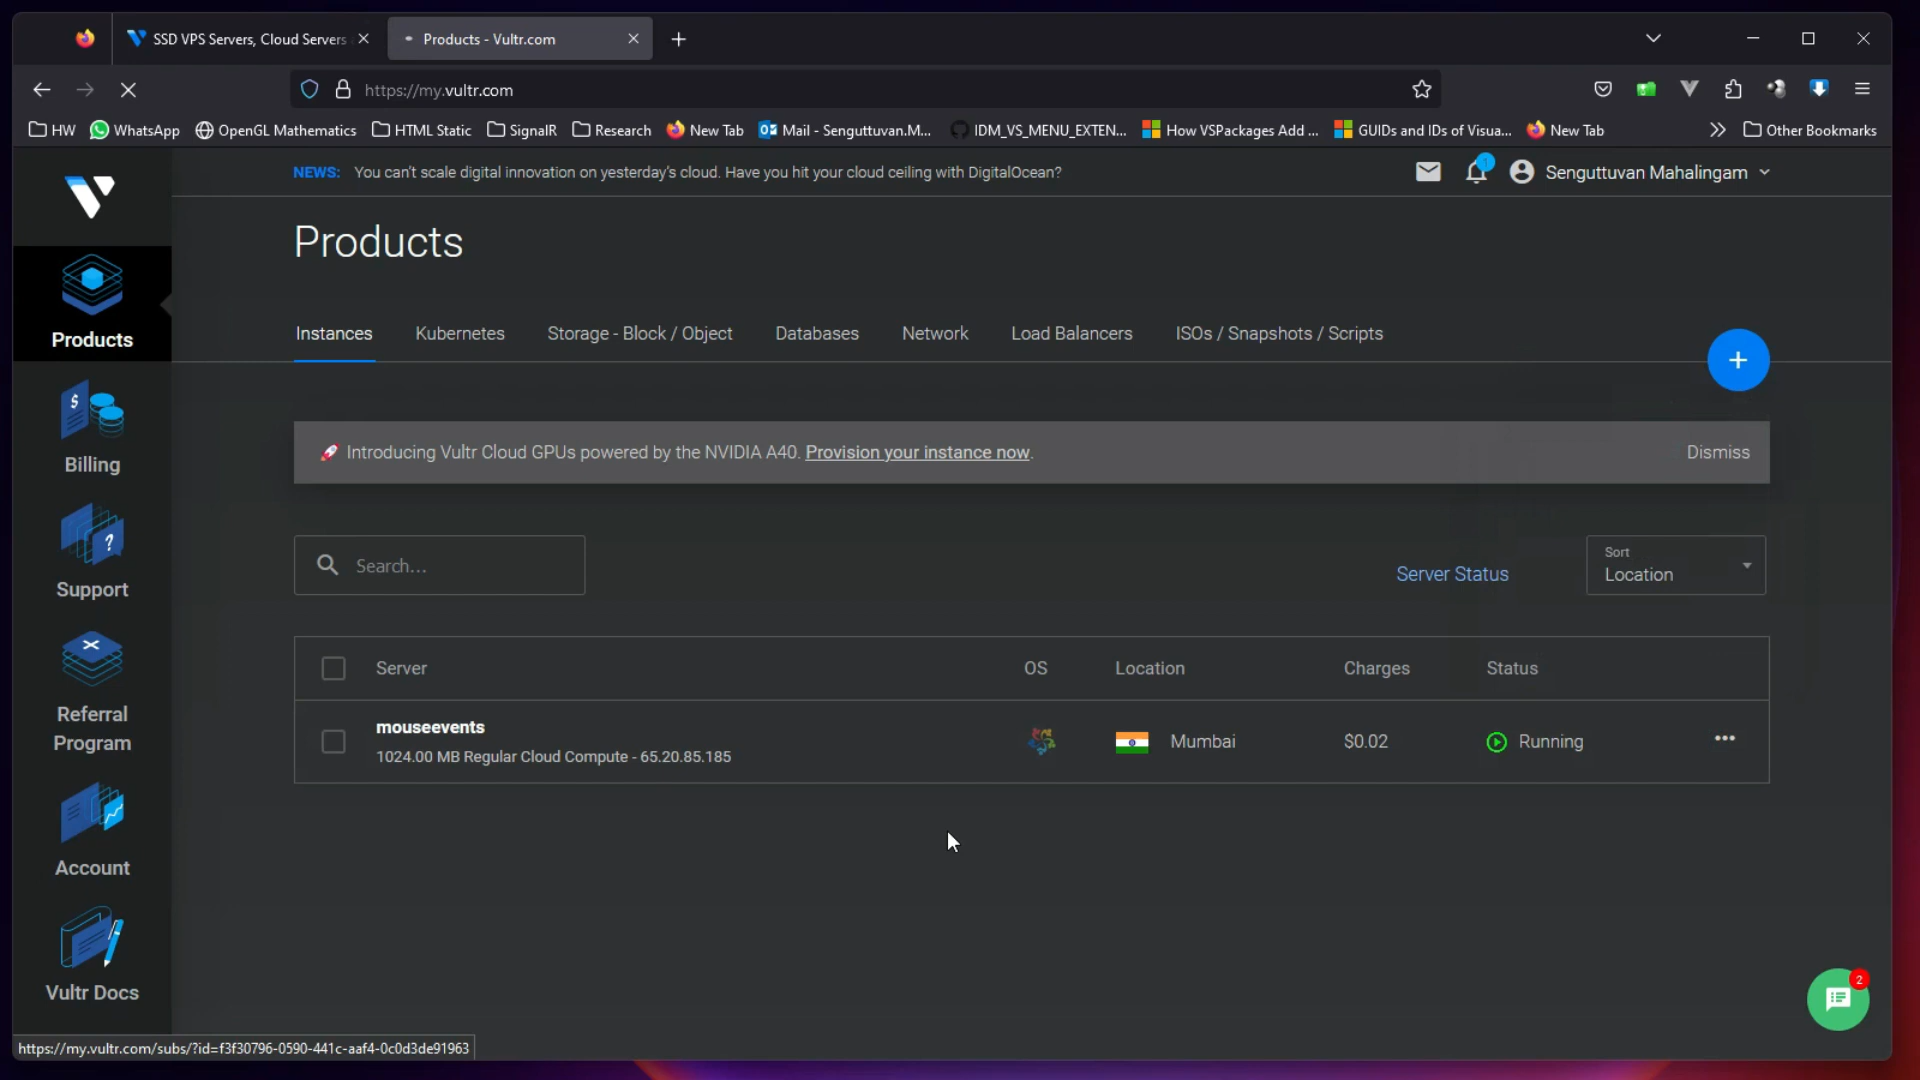 SSD VPS Servers, Cloud Servers
Products - Vultr.com
https://my.vultr.com
HW
WhatsApp
OpenGL Mathematics
HTML Static
SignalR
Research
New Tab
Mail - Senguttuvan.M...
IDM_VS_MENU_EXTEN...
How VSPackages Add ...
GUIDs and IDs of Visua...
New Tab
Other Bookmarks
NEWS: You can't scale digital innovation on yesterday's cloud. Have you hit your cloud ceiling with DigitalOcean?
1
Senguttuvan Mahalingam
Products
Instances
Kubernetes
Storage - Block / Object
Databases
Network
Load Balancers
ISOs / Snapshots / Scripts
Introducing Vultr Cloud GPUs powered by the NVIDIA A40. Provision your instance now.
Dismiss
Search...
Server Status
Sort
Location
Server
OS
Location
Charges
Status
mouseevents
1024.00 MB Regular Cloud Compute - 65.20.85.185
Mumbai
$0.02
Running
Products
Billing
Support
Referral
Program
Account
Vultr Docs
2
https://my.vultr.com/subs/?id=f3f30796-0590-441c-aaf4-0c0d3de91963